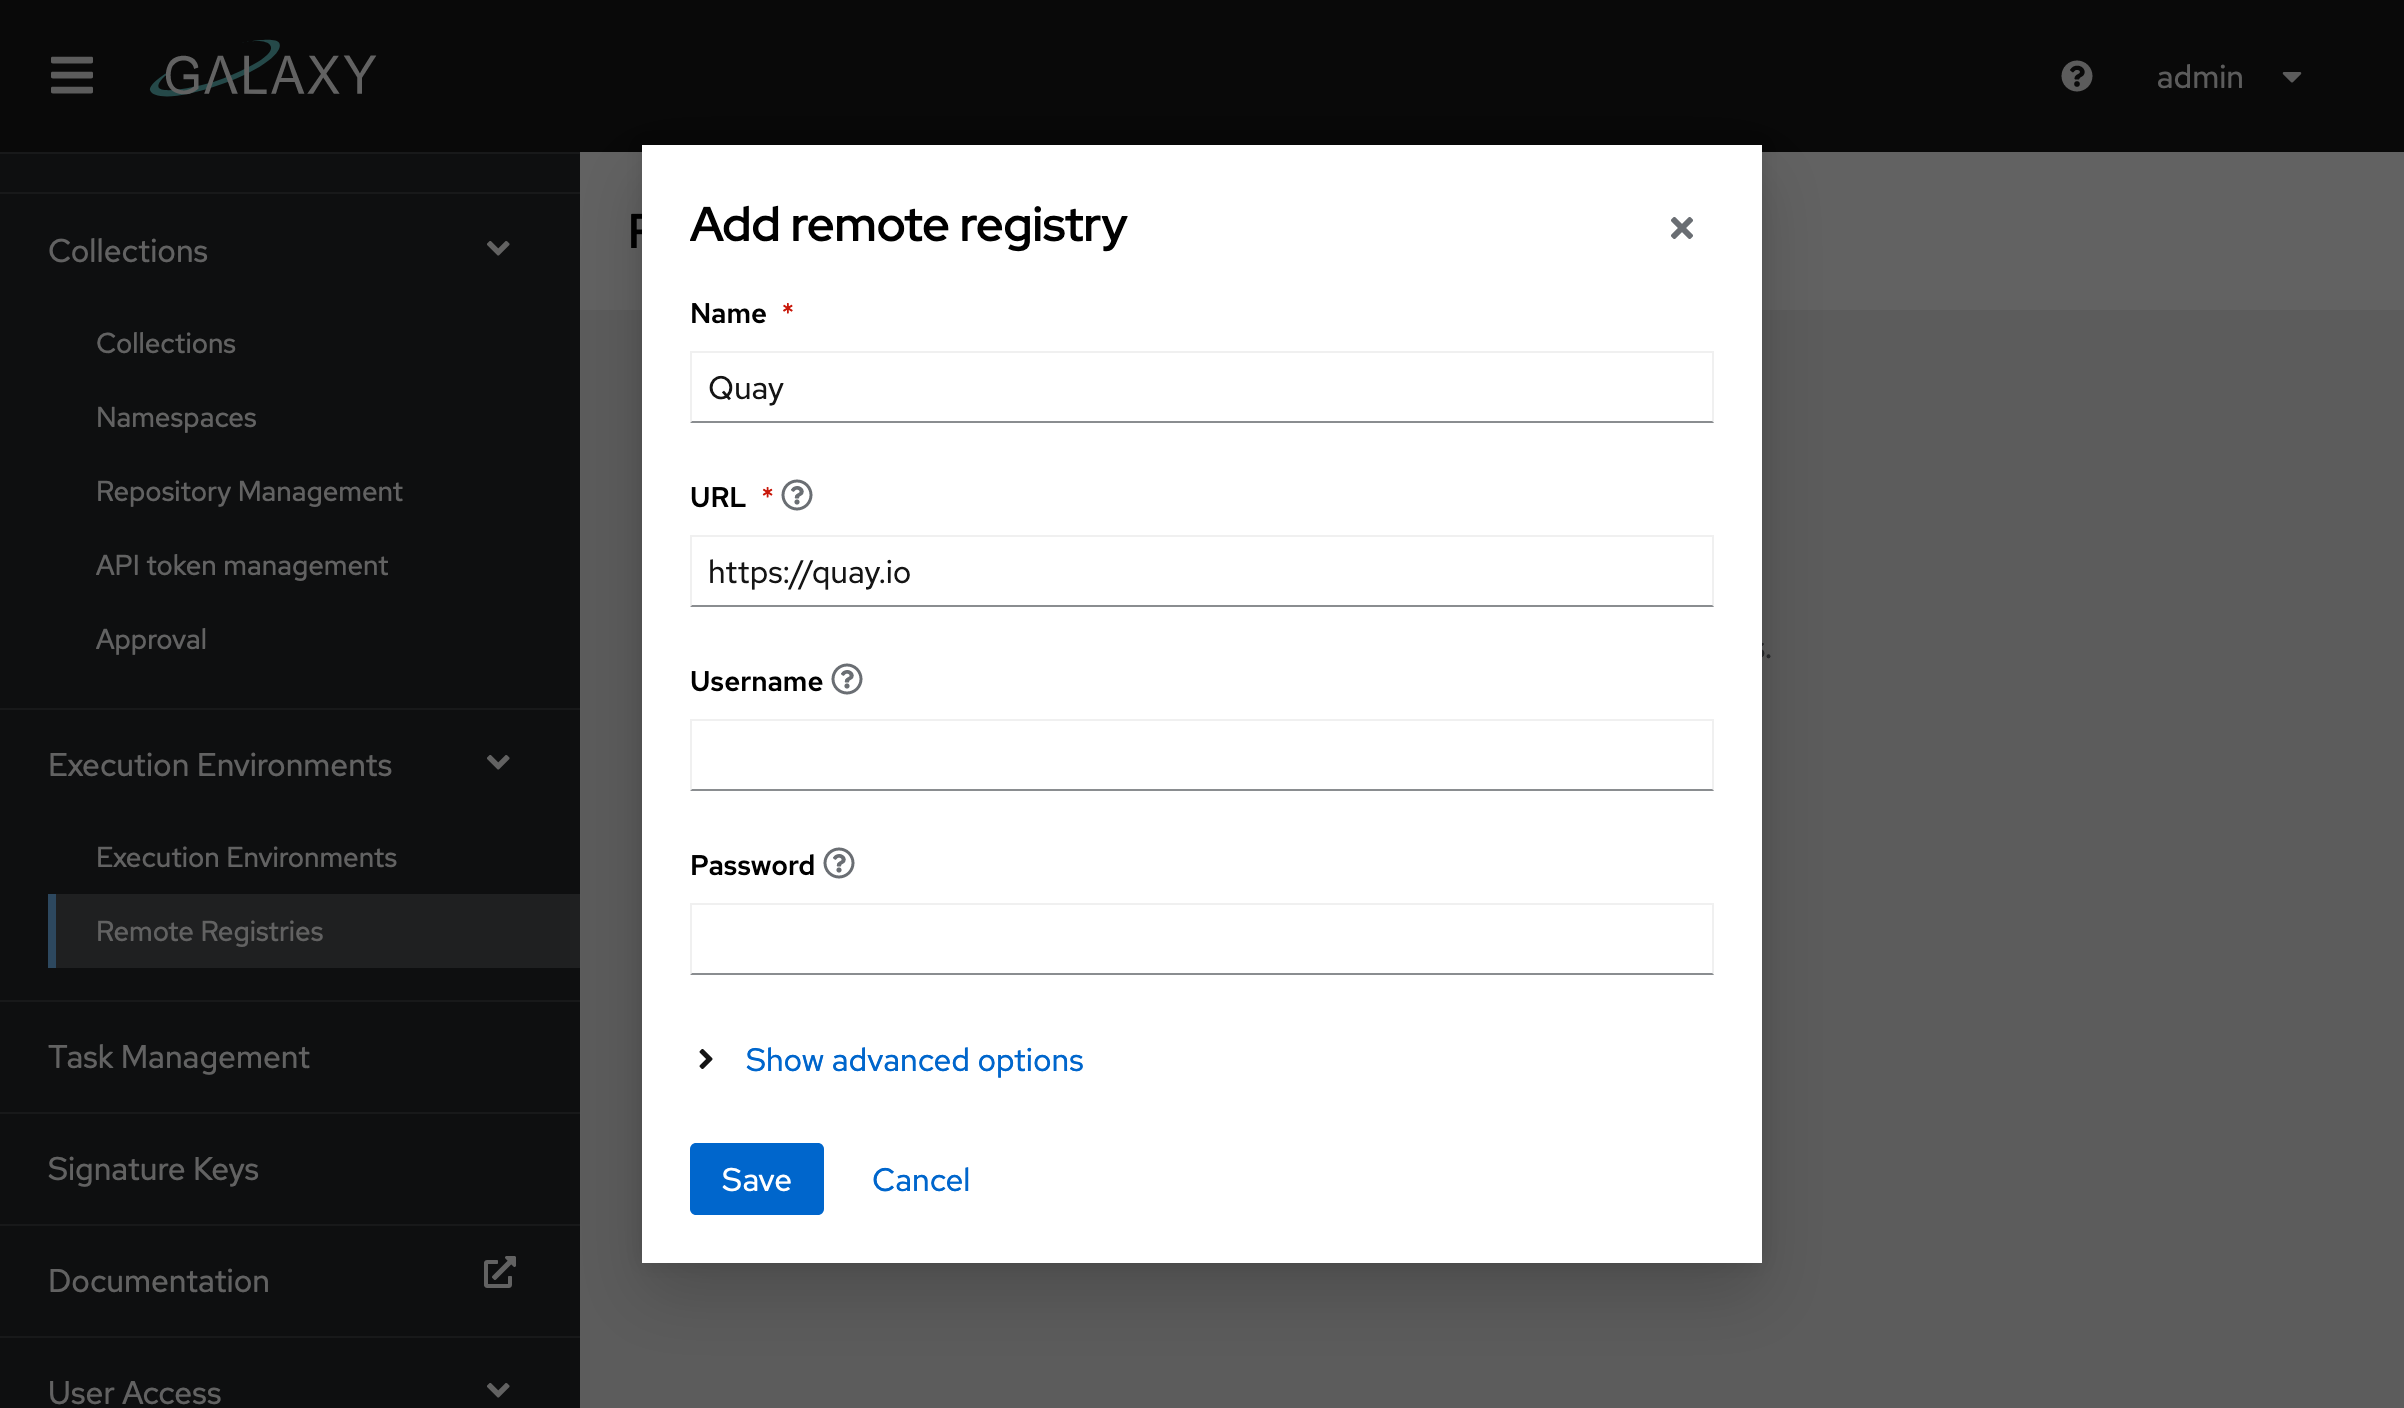 GALAXY
admin
Collections
Collections
Namespaces
Repository Management
API token management
Approval
Execution Environments
Execution Environments
Remote Registries
Task Management
Signature Keys
Documentation
User Access
Add remote registry
Name *
Quay
URL *
https://quay.io
Username
Password
Show advanced options
Save
Cancel